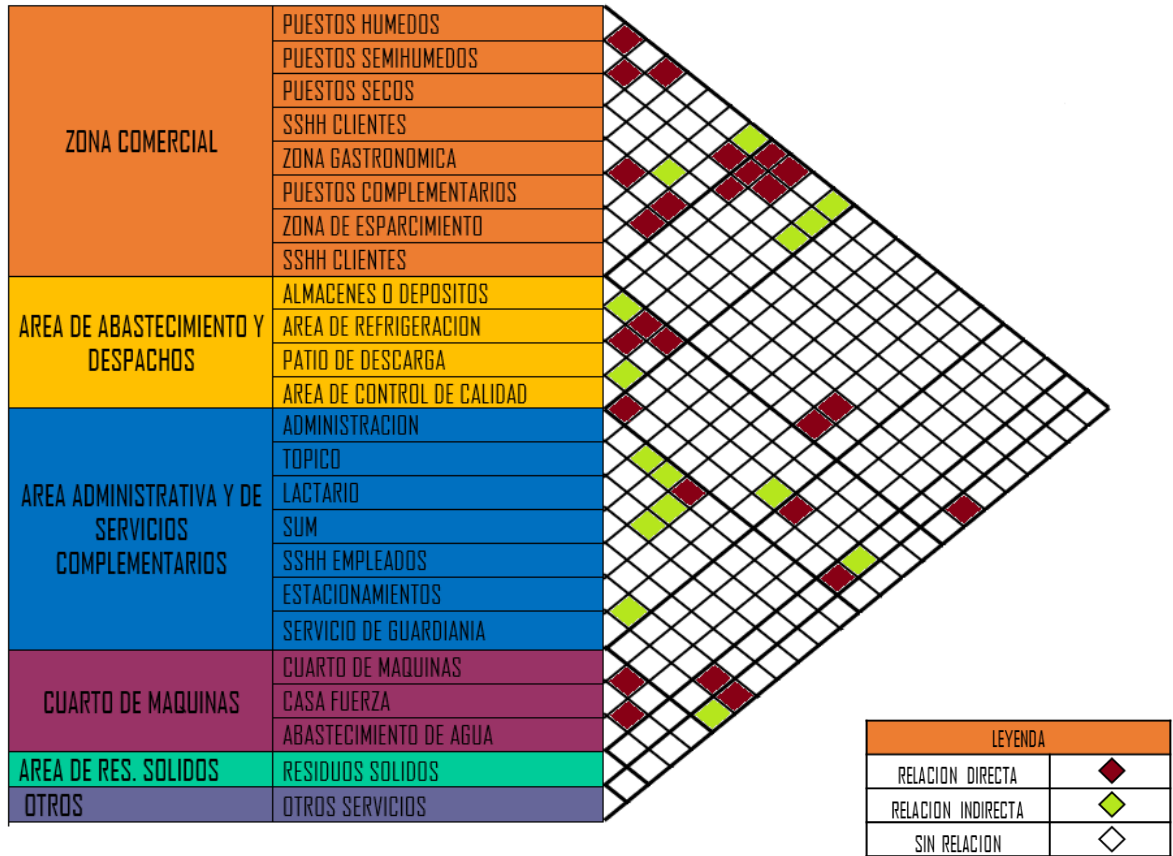 ZONA COMERCIAL
PUESTOS HUMEDOS
PUESTOS SEMIHUMEDOS
PUESTOS SECOS
SSHH CLIENTES
ZONA GASTRONOMICA
PUESTOS COMPLEMENTARIOS
ZONA DE ESPARCIMIENTO
SSHH CLIENTES
AREA DE ABASTECIMIENTO Y
DESPACHOS
ALMACENES O DEPOSITOS
AREA DE REFRIGERACION
PATIO DE DESCARGA
AREA DE CONTROL DE CALIDAD
AREA ADMINISTRATIVA Y DE
SERVICIOS
COMPLEMENTARIOS
ADMINISTRACION
TOPICO
LACTARIO
SUM
SSHH EMPLEADOS
ESTACIONAMIENTOS
SERVICIO DE GUARDIANIA
CUARTO DE MAQUINAS
CUARTO DE MAQUINAS
CASA FUERZA
ABASTECIMIENTO DE AGUA
AREA DE RES. SOLIDOS
RESIDUOS SOLIDOS
OTROS
OTROS SERVICIOS
LEYENDA
RELACION DIRECTA
RELACION INDIRECTA
SIN RELACION